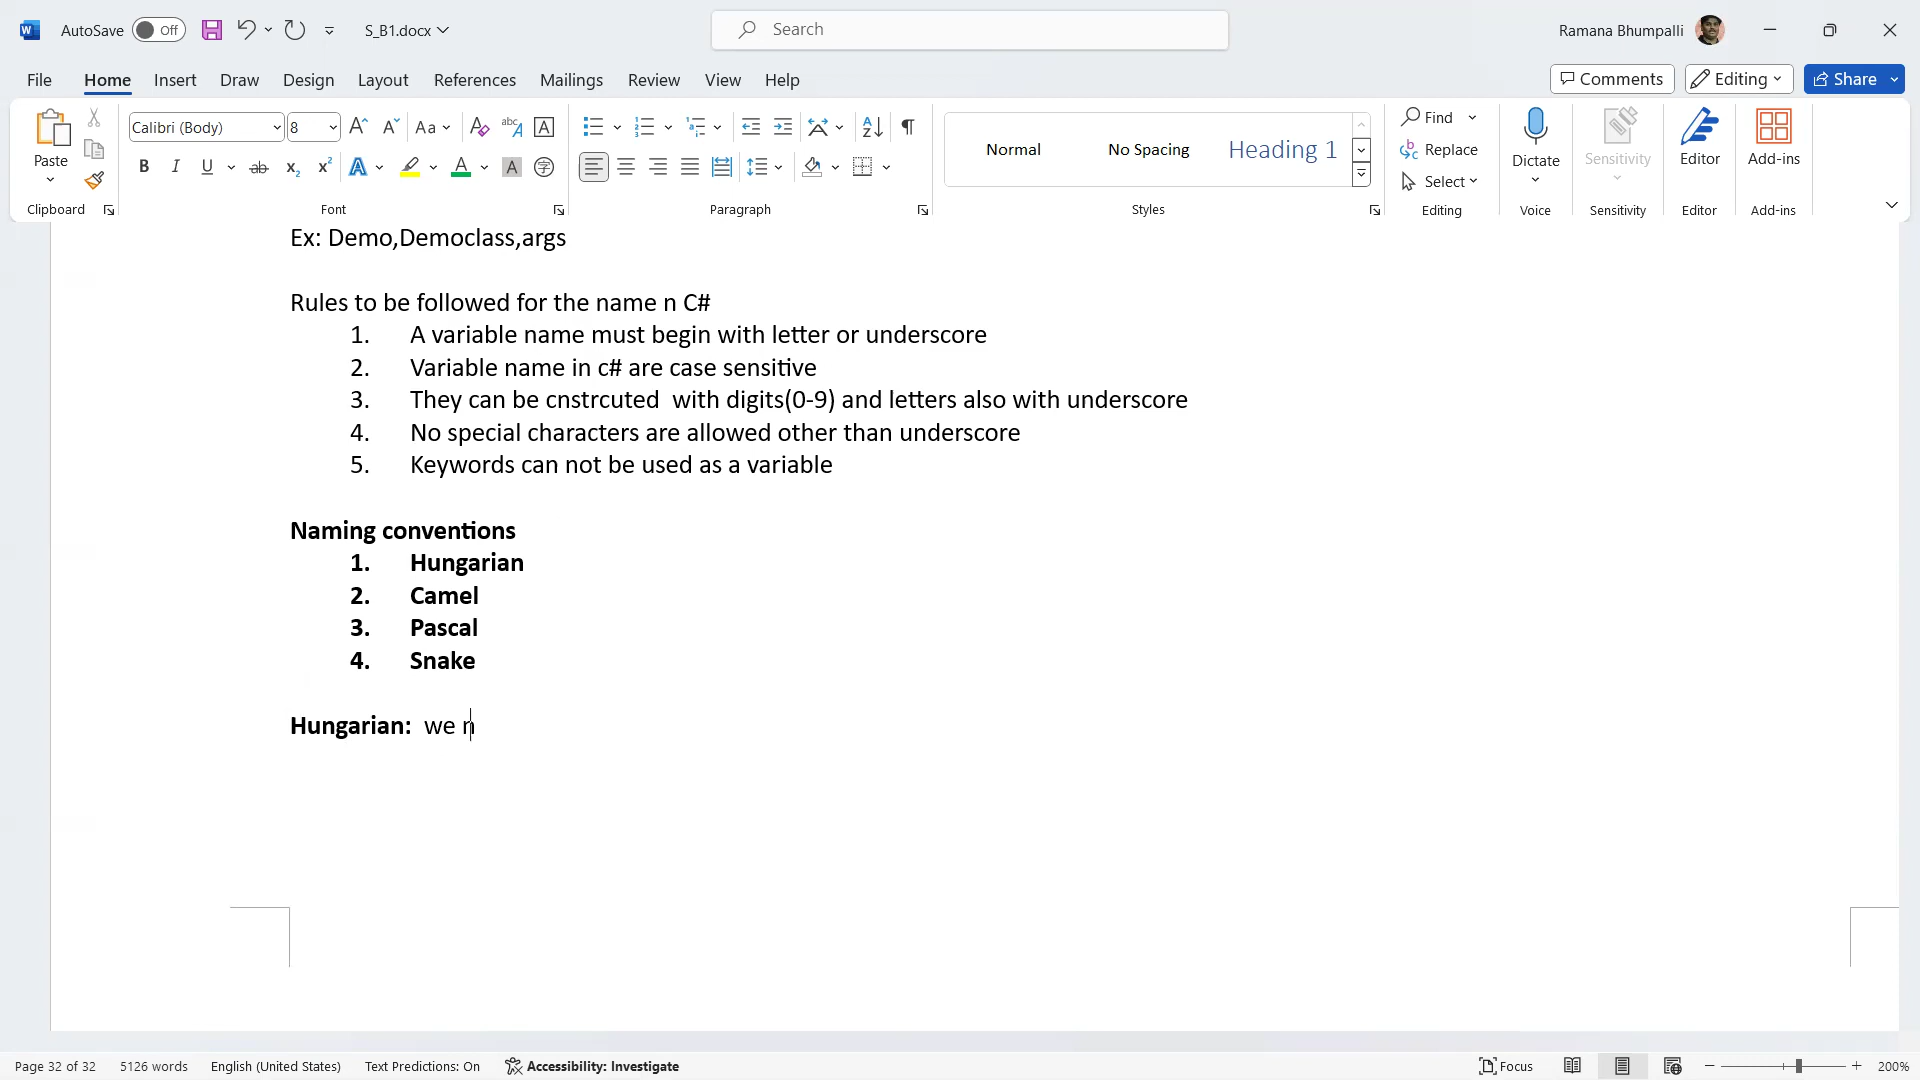 AutoSave Off S_B1.docx Search Ramana Bhumpalli
File Home Insert Draw Design Layout References Mailings Review View Help Comments Editing Share
Paste Calibri (Body) 8 Normal No Spacing Heading 1 Find Replace Select Dictate Sensitivity Editor Add-ins
Clipboard Font Paragraph Styles Editing Voice Sensitivity Editor Add-ins
Ex: Demo,Democlass,args
Rules to be followed for the name n C#
1. A variable name must begin with letter or underscore
2. Variable name in c# are case sensitive
3. They can be cnstrcuted  with digits(0-9) and letters also with underscore
4. No special characters are allowed other than underscore
5. Keywords can not be used as a variable
Naming conventions
1. Hungarian
2. Camel
3. Pascal
4. Snake
Hungarian:  we n
Page 32 of 32 5126 words English (United States) Text Predictions: On Accessibility: Investigate Focus 200%